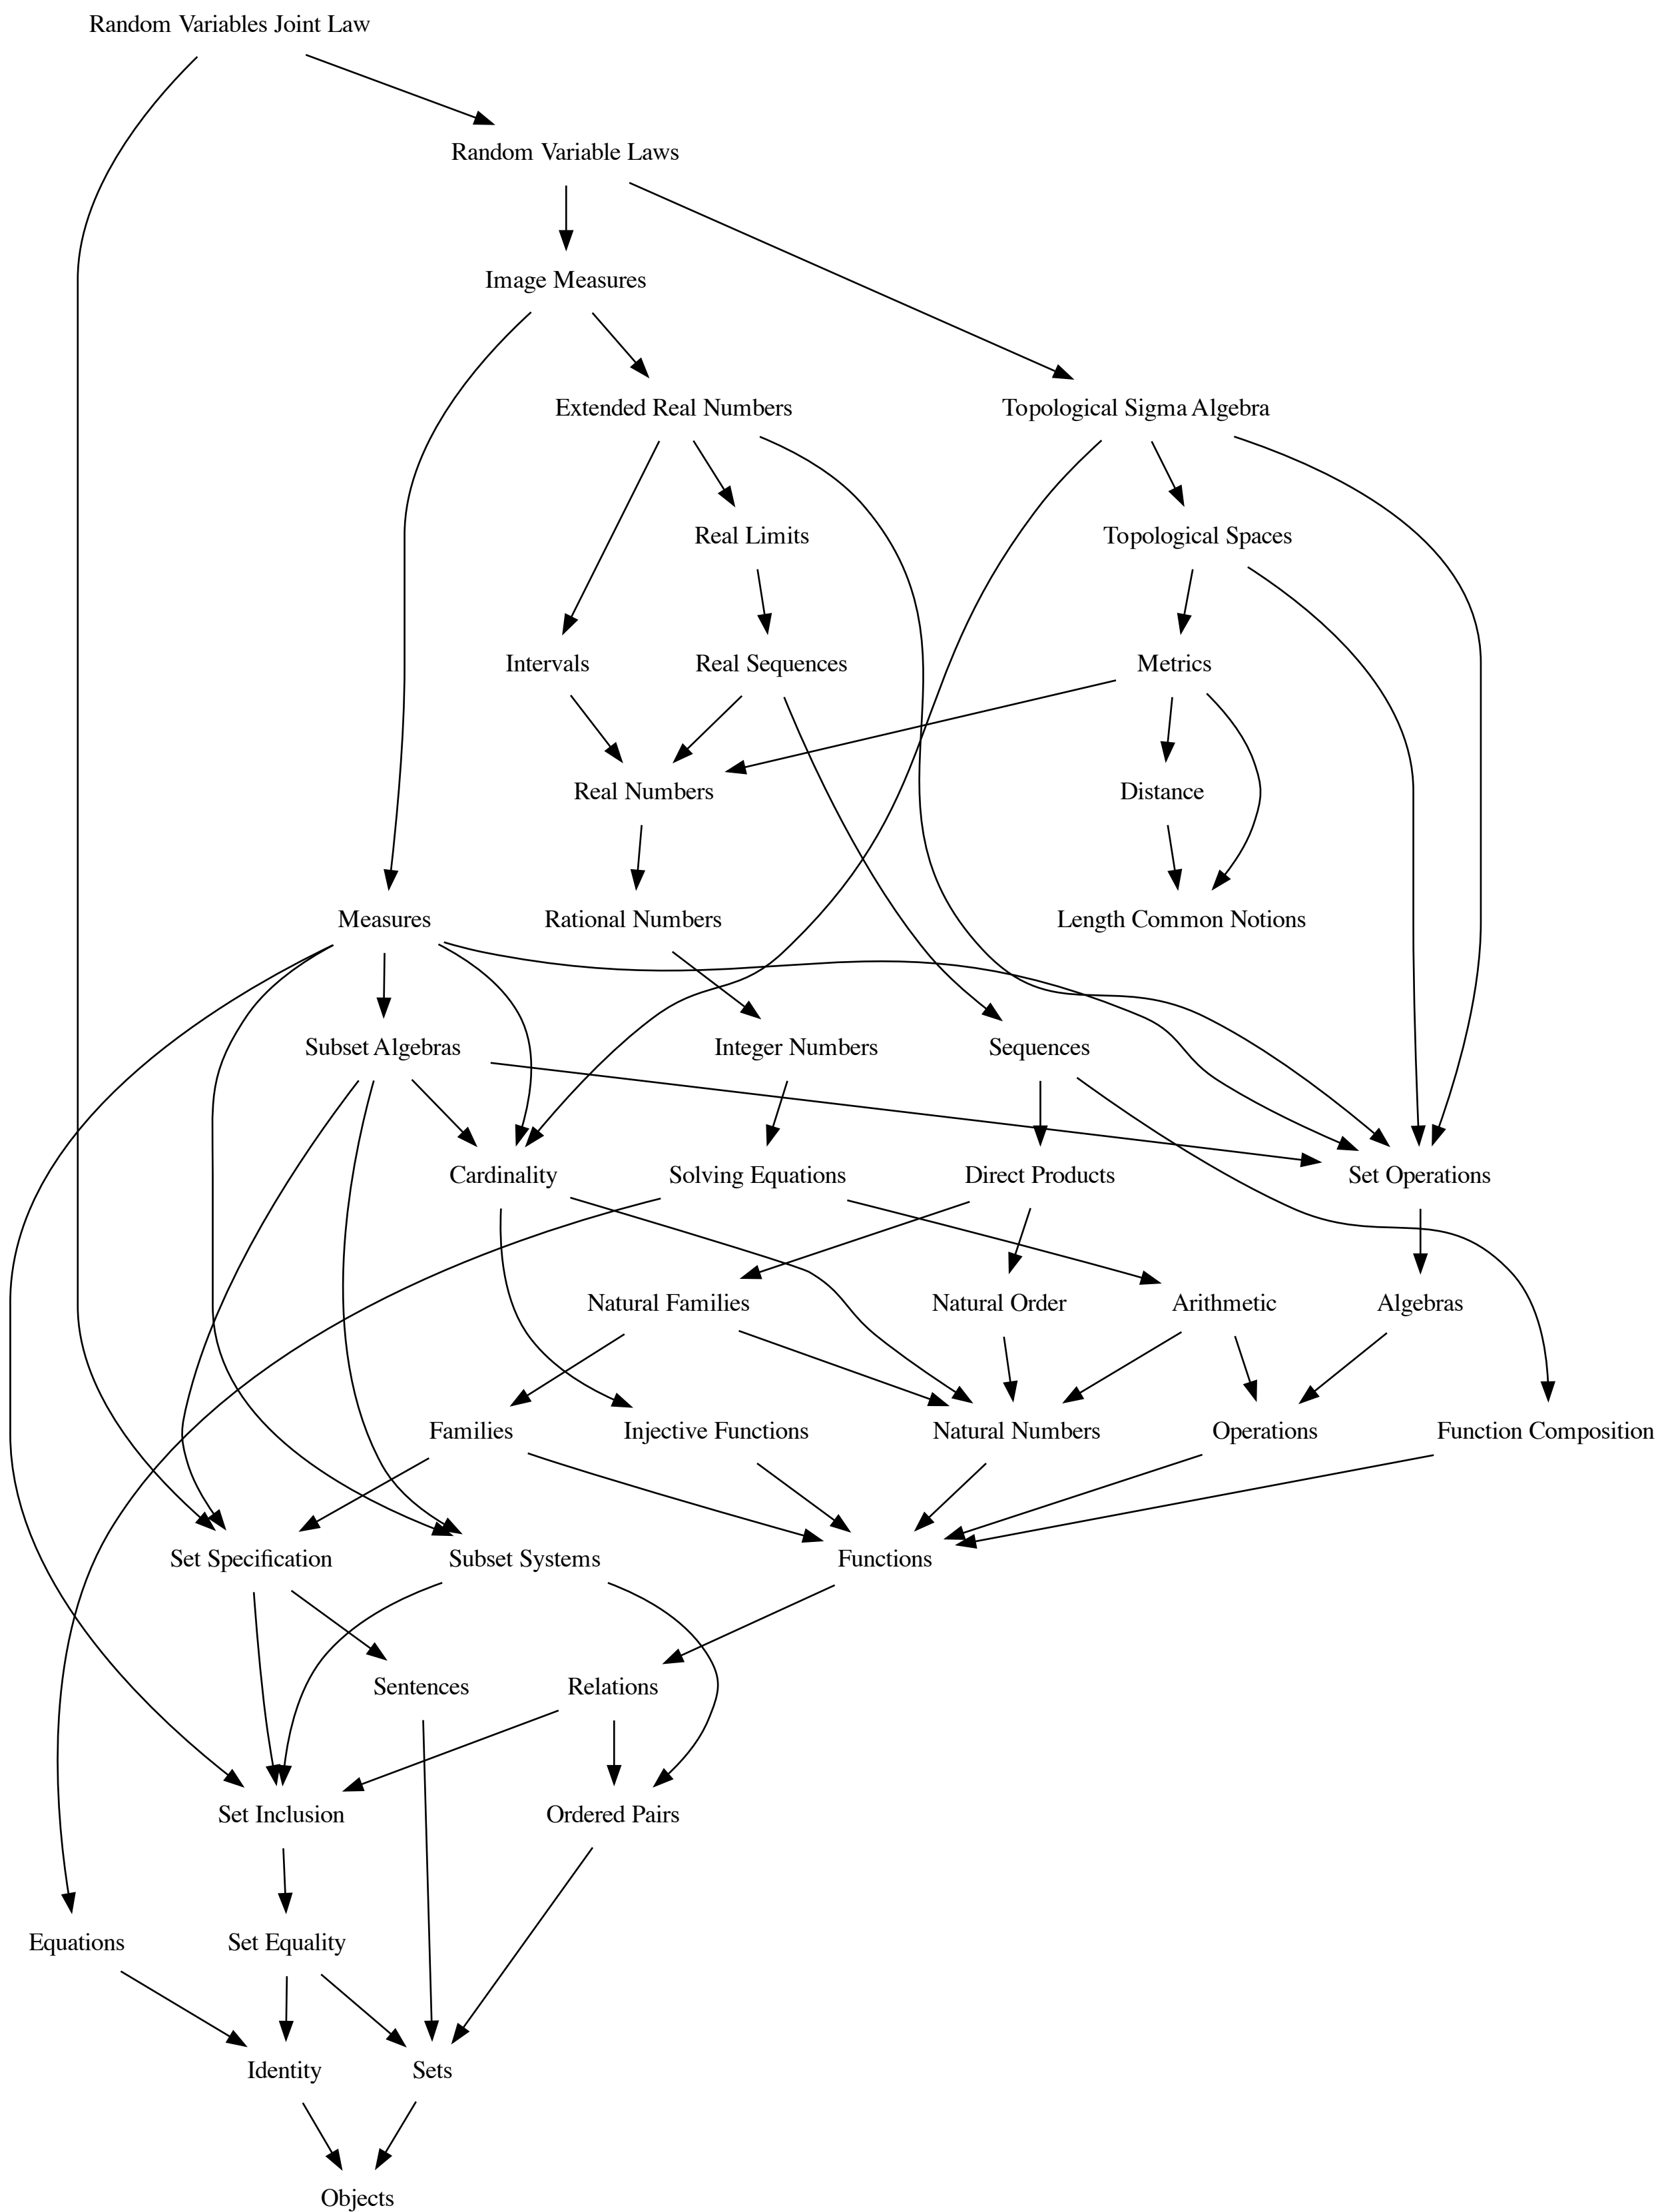 Random Variables Joint Law
Random Variable Laws
Image Measures
Extended Real Numbers
Topological Sigma Algebra
Real Limits
Topological Spaces
Intervals
Real Sequences
Metrics
Real Numbers
Distance
Measures
Rational Numbers
Length Common Notions
Subset Algebras
Integer Numbers
Sequences
Cardinality
Solving Equations
Direct Products
Set Operations
Natural Families
Natural Order
Arithmetic
Algebras
Families
Injective Functions
Natural Numbers
Operations
Function Composition
Set Specification
Subset Systems
Functions
Sentences
Relations
Set Inclusion
Ordered Pairs
Equations
Set Equality
Identity
Sets
Objects